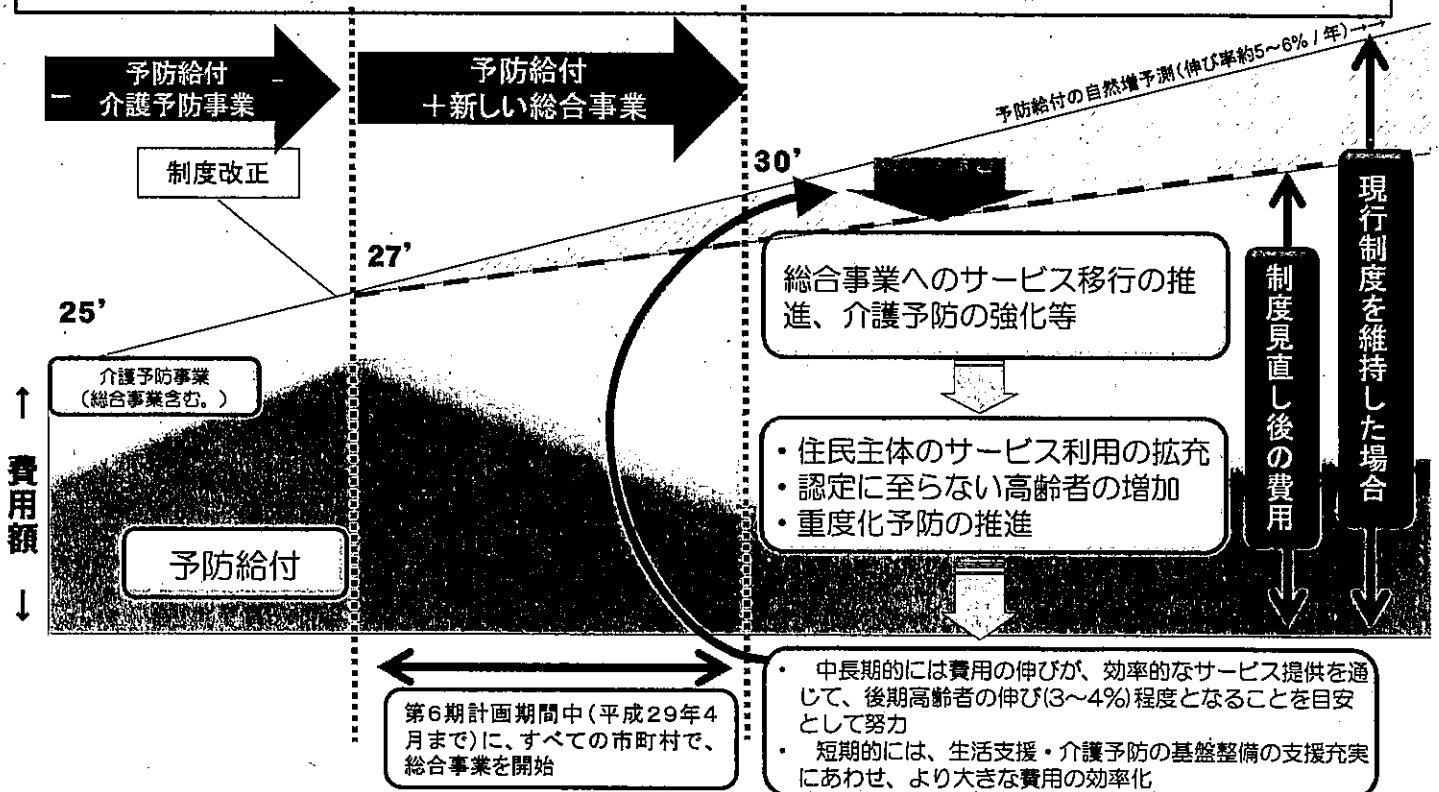 予防給付
介護予防事業
予防給付
+新しい総合事業
予防給付の自然増予測(伸び率約5~6% / 年)→→
制度改正
25’
27’
30’
介護予防事業
(総合事業含む。)
総合事業へのサービス移行の推
進、介護予防の強化等
・住民主体のサービス利用の拡充
・認定に至らない高齢者の増加
・重度化予防の推進
制度見直し後の費用
現行制度を維持した場合
↑
費用額
↓
予防給付
第6期計画期間中(平成29年4
月まで)に、すべての市町村で、
総合事業を開始
・ 中長期的には費用の伸びが、効率的なサービス提供を通
じて、後期高齢者の伸び(3~4%)程度となることを目安
として努力
・ 短期的には、生活支援・介護予防の基盤整備の支援充実
にあわせ、より大きな費用の効率化